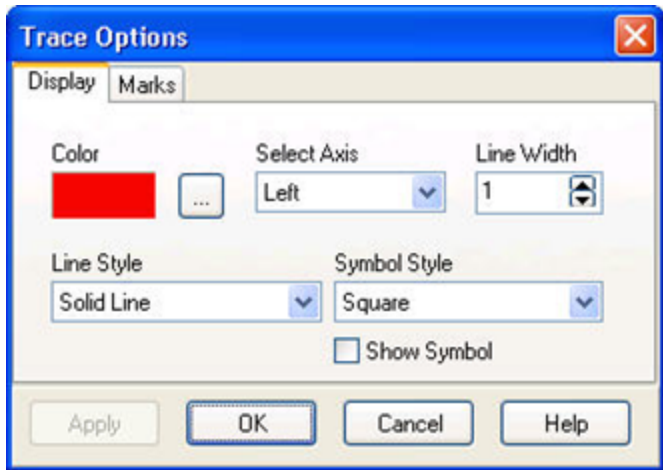 Trace Options
Display Marks
Color Select Axis Line Width
... Left 1
Line Style Symbol Style
Solid Line Square
Show Symbol
Apply OK Cancel Help